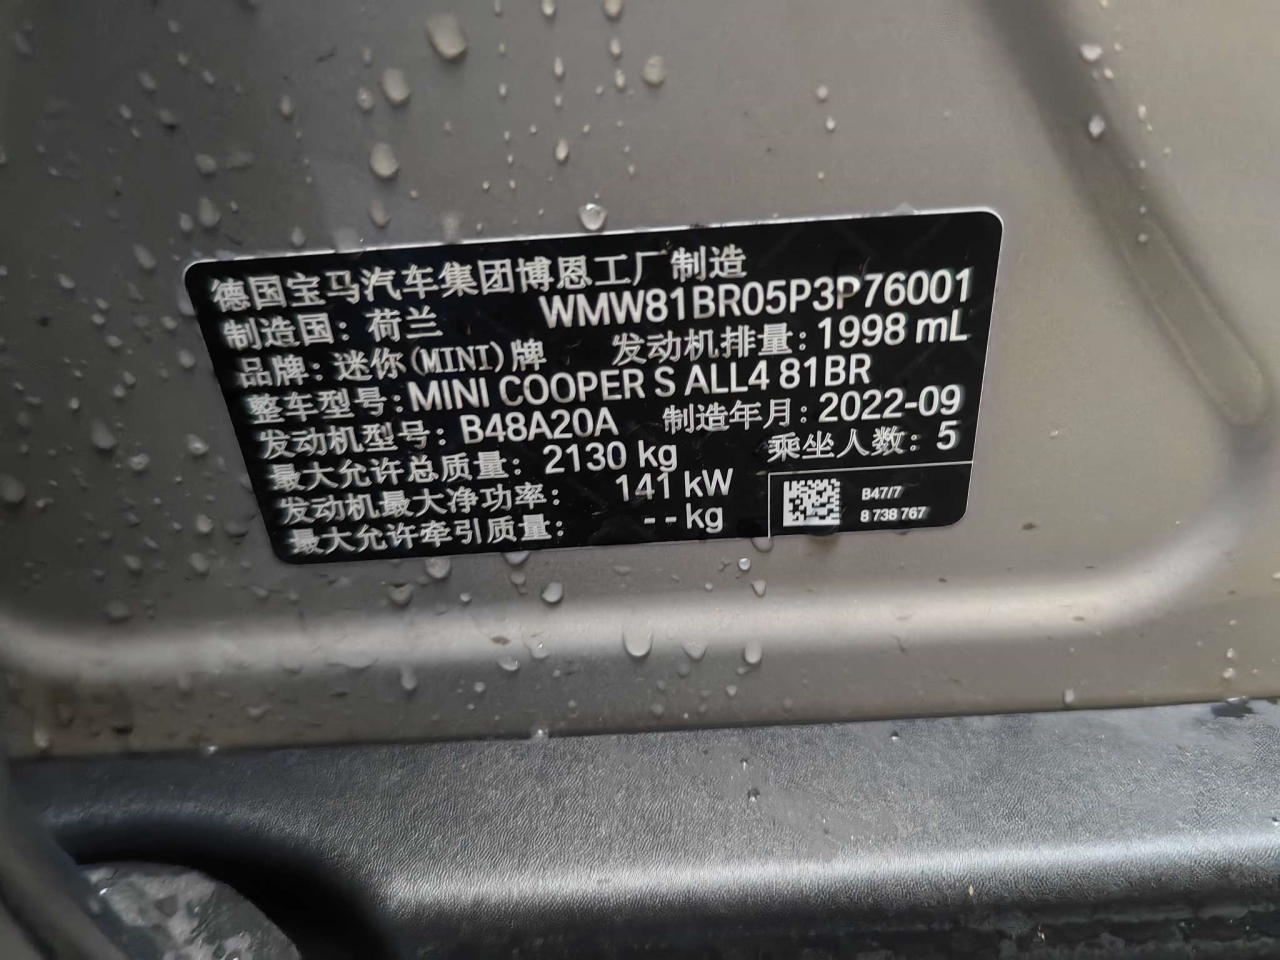 德国宝马汽车集团博恩工厂制造
制造国：荷兰 WMW81BR05P3P76001
品牌：迷你(MINI)牌 发动机排量：1998 mL
整车型号：MINI COOPER S ALL4 81BR
发动机型号：B48A20A 制造年月：2022-09
最大允许总质量：2130 kg 乘坐人数：5
发动机最大净功率： 141 kW
最大允许牵引质量： --kg
B47/7
8 738 767